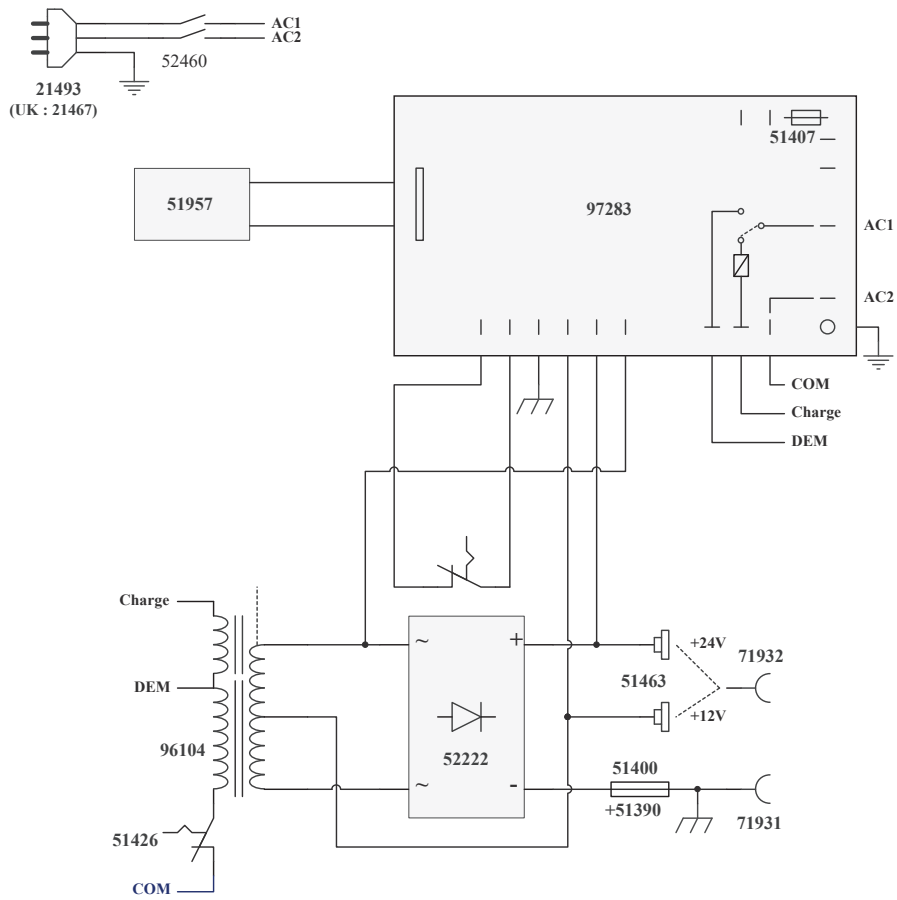 AC1
AC2
52460
21493
(UK : 21467)
51407
51957
97283
AC1
AC2
COM
Charge
DEM
Charge
~
+
+24V
71932
51463
DEM
+12V
96104
52222
51400
~
-
+51390
71931
51426
COM